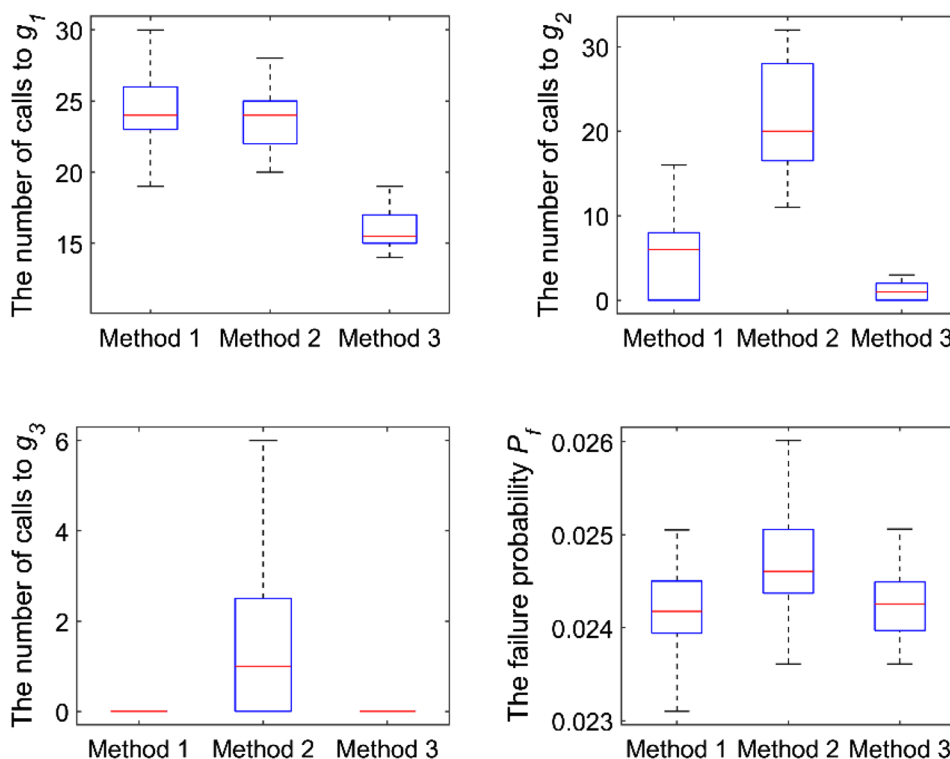 The number of calls to g1
30
25
20
15
Method 1 Method 2 Method 3
The number of calls to g2
30
20
10
0
Method 1 Method 2 Method 3
The number of calls to g3
6
4
2
0
Method 1 Method 2 Method 3
The failure probability Pf
0.026
0.025
0.024
0.023
Method 1 Method 2 Method 3